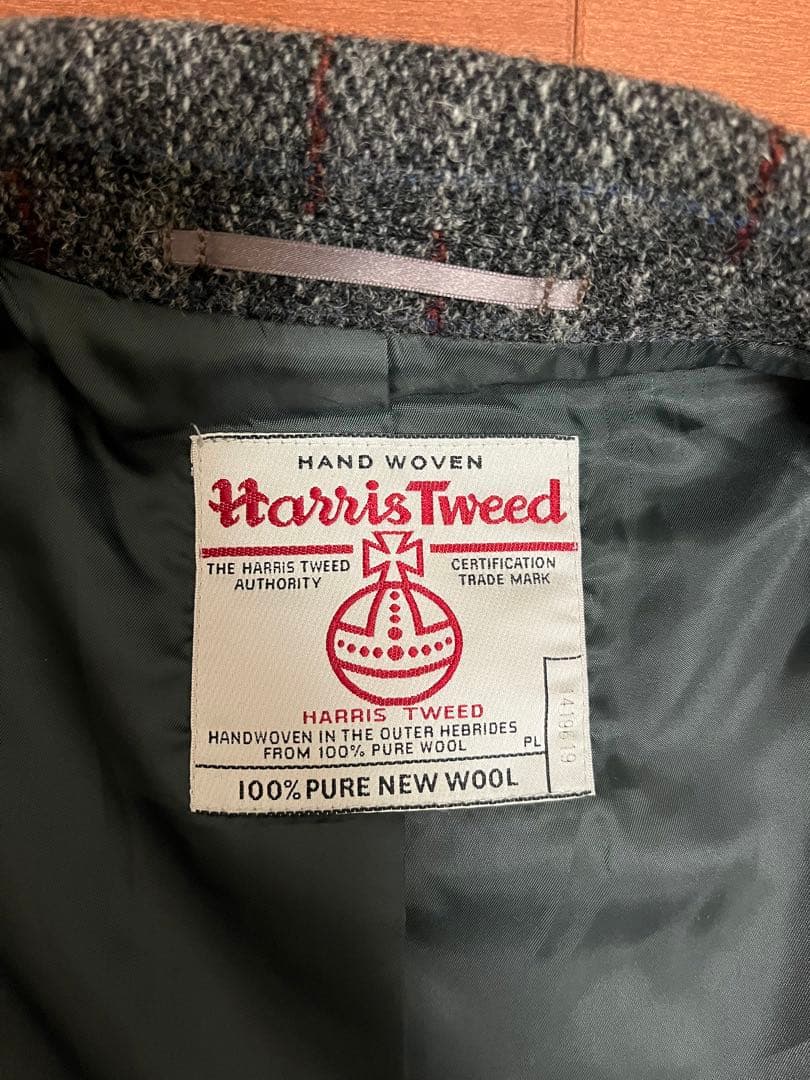 HAND WOVEN
Harris Tweed
THE HARRIS TWEED
AUTHORITY
CERTIFICATION
TRADE MARK
HARRIS TWEED
HANDWOVEN IN THE OUTER HEBRIDES
FROM 100% PURE WOOL
PL
1419619
100% PURE NEW WOOL